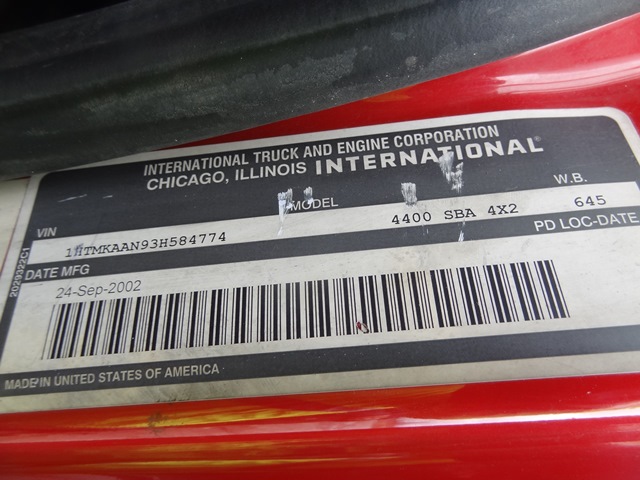 INTERNATIONAL TRUCK AND ENGINE CORPORATION
CHICAGO, ILLINOIS INTERNATIONAL®
VIN MODEL W.B.
1HTMKAAN93H584774 4400 SBA 4X2 645
DATE MFG PD LOC-DATE
24-Sep-2002
MADE IN UNITED STATES OF AMERICA
2029322C1